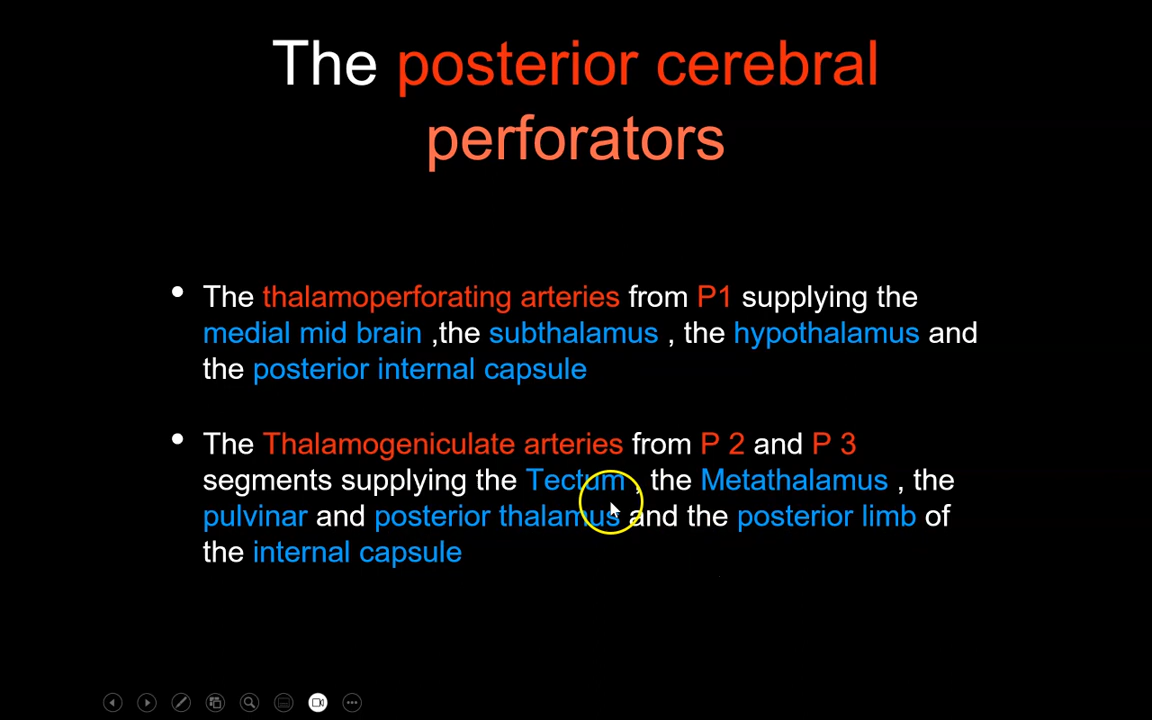 The posterior cerebral
perforators
• The thalamoperforating arteries from P1 supplying the
medial mid brain ,the subthalamus , the hypothalamus and
the posterior internal capsule
• The Thalamogeniculate arteries from P 2 and P 3
segments supplying the Tectum , the Metathalamus , the
pulvinar and posterior thalamus and the posterior limb of
the internal capsule